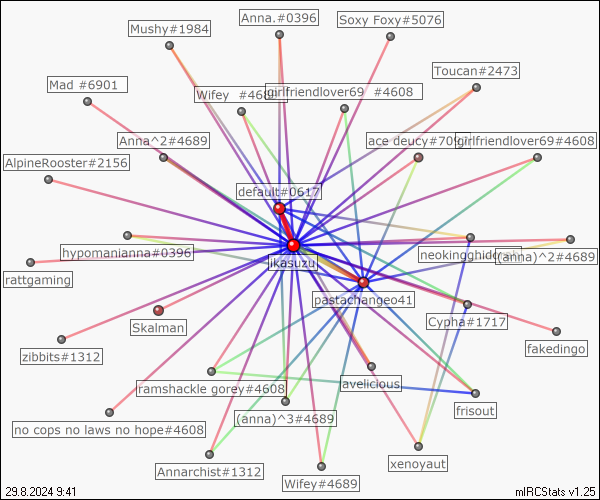 Anna.#0396
Soxy Foxy#5076
Mushy#1984
Toucan#2473
Mad #6901
Wifey #4689
girlfriendlover69 #4608
Anna^2#4689
ace deucy#
girlfriendlover69#4608
AlpineRooster#2156
default#0617
hypomanianna#0396
(anna)^2#4689
rattgaming
jkasuzu
pastachangeo41
Cypha#1717
Skalman
fakedingo
zibbits#1312
avelicious
ramshackle gorey#4608
frisout
(anna)^3#4689
no cops no laws no hope#4608
xenoyaut
Annarchist#1312
Wifey#4689
29.8.2024 9:41
mIRCStats v1.25